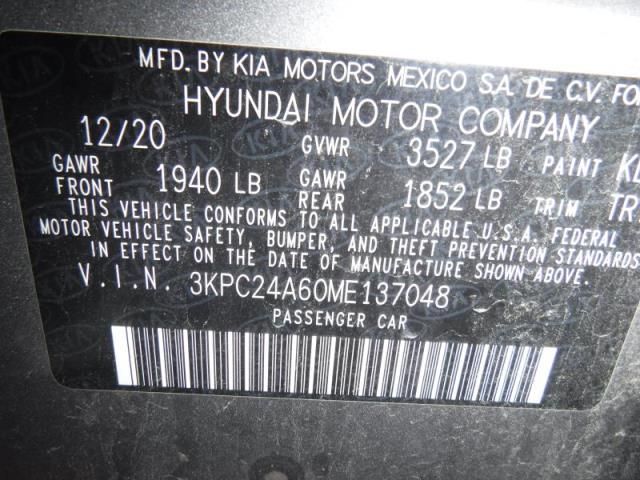 MFD. BY KIA MOTORS MEXICO S.A. DE C.V. FO
HYUNDAI MOTOR COMPANY
12/20 GVWR 3527 LB PAINT
GAWR FRONT 1940 LB GAWR REAR 1852 LB TRIM TR
THIS VEHICLE CONFORMS TO ALL APPLICABLE U.S.A. FEDERAL
MOTOR VEHICLE SAFETY, BUMPER, AND THEFT PREVENTION STANDARDS
IN EFFECT ON THE DATE OF MANUFACTURE SHOWN ABOVE.
V.I.N. 3KPC24A60ME137048
PASSENGER CAR